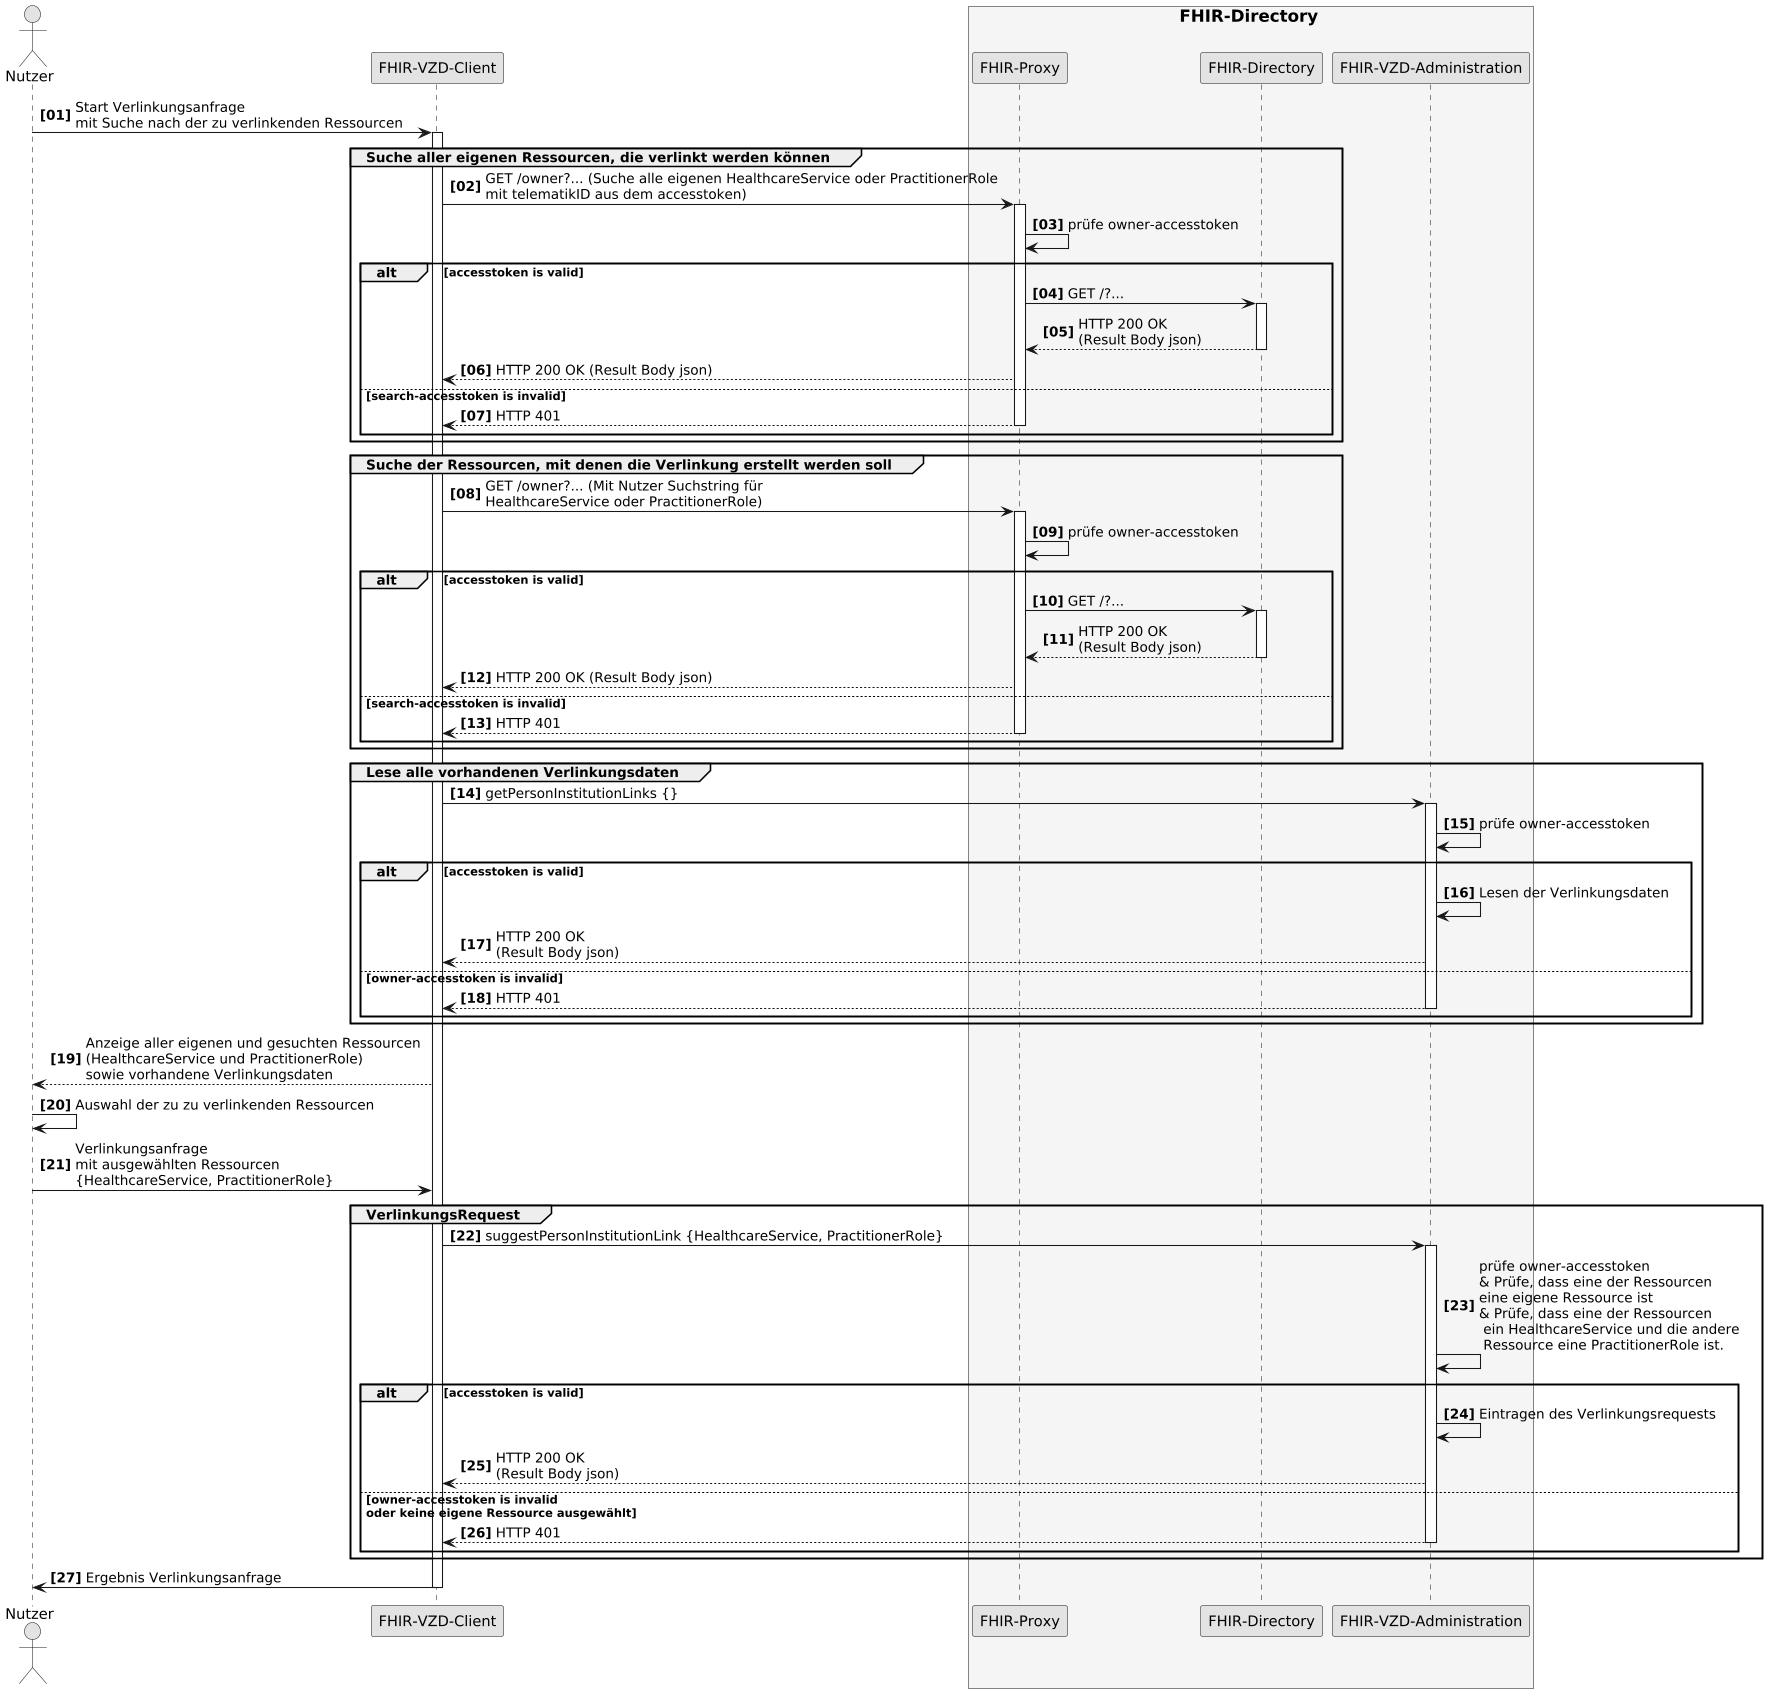 FHIR-Directory
Nutzer
FHIR-VZD-Client
FHIR-Proxy
FHIR-Directory
FHIR-VZD-Administration
[01] Start Verlinkungsanfrage
mit Suche nach der zu verlinkenden Ressourcen
Suche aller eigenen Ressourcen, die verlinkt werden können
[02] GET /owner?... (Suche alle eigenen HealthcareService oder PractitionerRole
mit telematikID aus dem accesstoken)
[03] prüfe owner-accesstoken
alt [accesstoken is valid]
[04] GET /?...
[05] HTTP 200 OK
(Result Body json)
[06] HTTP 200 OK (Result Body json)
[search-accesstoken is invalid]
[07] HTTP 401
Suche der Ressourcen, mit denen die Verlinkung erstellt werden soll
[08] GET /owner?... (Mit Nutzer Suchstring für
HealthcareService oder PractitionerRole)
[09] prüfe owner-accesstoken
alt [accesstoken is valid]
[10] GET /?...
[11] HTTP 200 OK
(Result Body json)
[12] HTTP 200 OK (Result Body json)
[search-accesstoken is invalid]
[13] HTTP 401
Lese alle vorhandenen Verlinkungsdaten
[14] getPersonInstitutionLinks {}
[15] prüfe owner-accesstoken
alt [accesstoken is valid]
[16] Lesen der Verlinkungsdaten
[17] HTTP 200 OK
(Result Body json)
[owner-accesstoken is invalid]
[18] HTTP 401
[19] Anzeige aller eigenen und gesuchten Ressourcen
(HealthcareService und PractitionerRole)
sowie vorhandene Verlinkungsdaten
[20] Auswahl der zu zu verlinkenden Ressourcen
[21] Verlinkungsanfrage
mit ausgewählten Ressourcen
{HealthcareService, PractitionerRole}
VerlinkungsRequest
[22] suggestPersonInstitutionLink {HealthcareService, PractitionerRole}
[23] prüfe owner-accesstoken
& Prüfe, dass eine der Ressourcen
eine eigene Ressource ist
& Prüfe, dass eine der Ressourcen
ein HealthcareService und die andere
Ressource eine PractitionerRole ist.
alt [accesstoken is valid]
[24] Eintragen des Verlinkungsrequests
[25] HTTP 200 OK
(Result Body json)
[owner-accesstoken is invalid
oder keine eigene Ressource ausgewählt]
[26] HTTP 401
[27] Ergebnis Verlinkungsanfrage
Nutzer
FHIR-VZD-Client
FHIR-Proxy
FHIR-Directory
FHIR-VZD-Administration